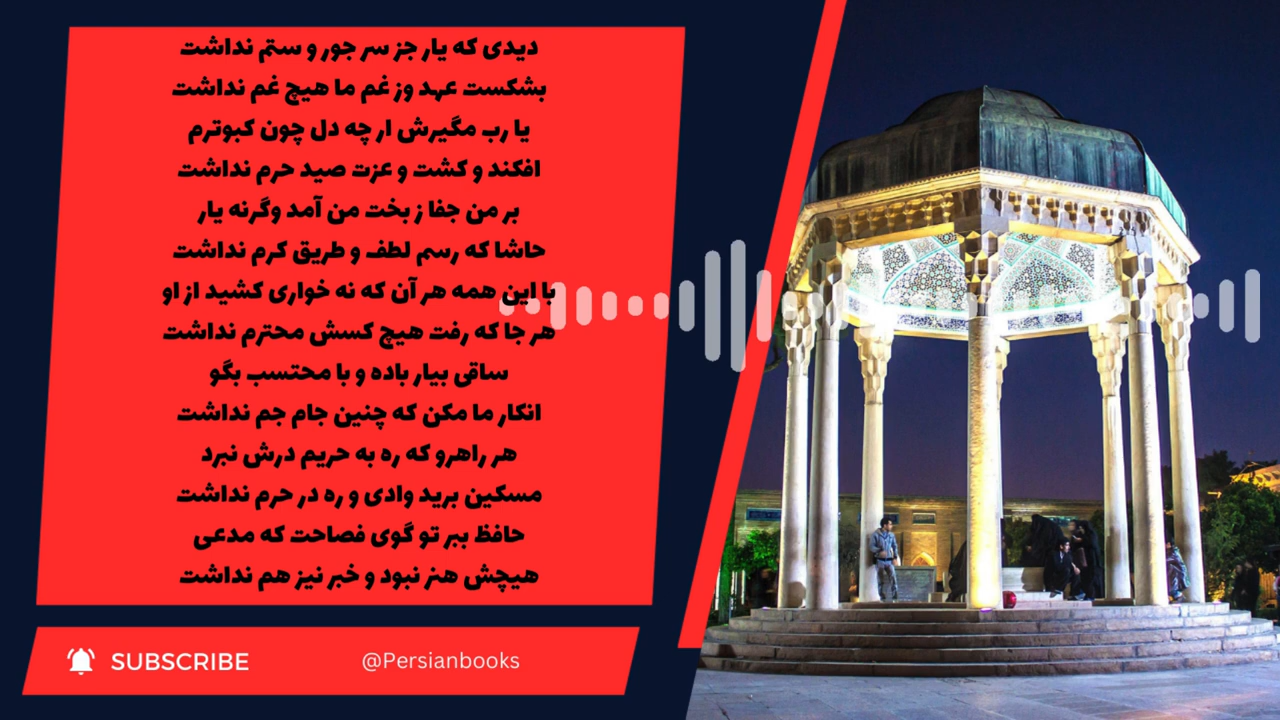 دیدی که یار جز سر جور و ستم نداشت
بشکست عهد وز غم ما هیچ غم نداشت
یا رب مگیرش ار چه دل چون کبوترم
افکند و کشت و عزت صید حرم نداشت
بر من جفا ز بخت من آمد وگرنه یار
حاشا که رسم لطف و طریق کرم نداشت
با این همه هر آن که نه خواری کشید از او
هر جا که رفت هیچ کسش محترم نداشت
ساقی بیار باده و با محتسب بگو
انکار ما مکن که چنین جام جم نداشت
هر راهرو که ره به حریم درش نبرد
مسکین برید وادی و ره در حرم نداشت
حافظ ببر تو گوی فصاحت که مدعی
هیچش هنر نبود و خبر نیز هم نداشت
SUBSCRIBE
@Persianbooks